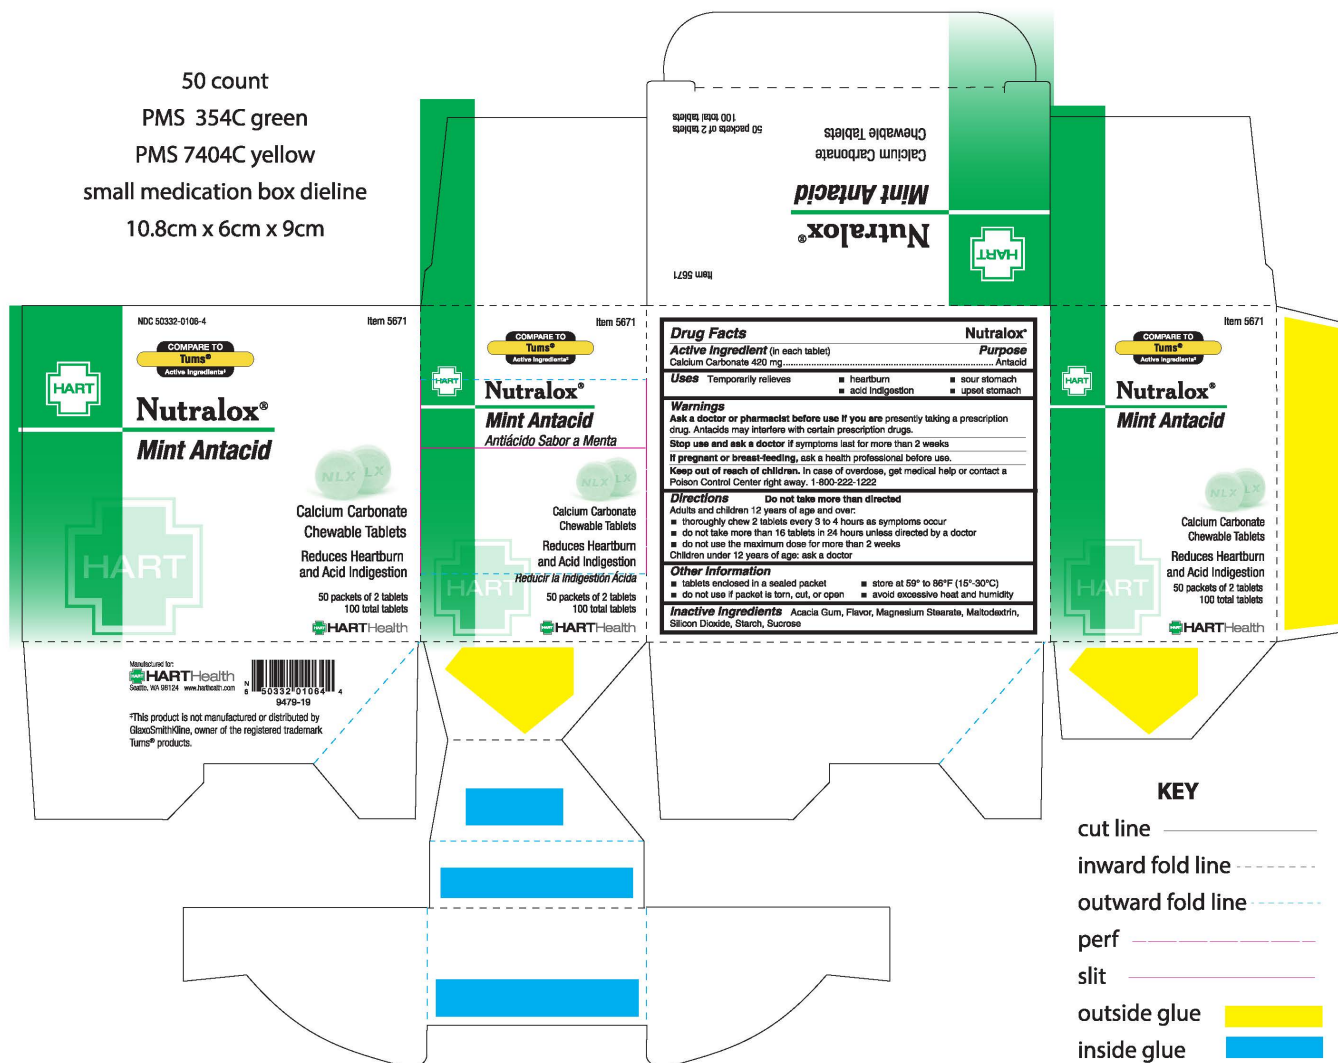 50 count
PMS 354C green
PMS 7404C yellow
small medication box dieline
10.8cm x 6cm x 9cm
50 packets of 2 tablets
100 total tablets
Calcium Carbonate
Chewable Tablets
Mint Antacid
Nutralox®
HART
Item 5671
NDC 50332-0106-4
Item 5671
COMPARE TO
Tums®
Active Ingredients‡
HART
Nutralox®
Mint Antacid
NLX LX
Calcium Carbonate
Chewable Tablets
HART
Reduces Heartburn
and Acid Indigestion
50 packets of 2 tablets
100 total tablets
HARTHealth
Item 5671
COMPARE TO
Tums®
Active Ingredients‡
HART
Nutralox®
Mint Antacid
Antiácido Sabor a Menta
NLX LX
Calcium Carbonate
Chewable Tablets
Reduces Heartburn
and Acid Indigestion
Reducir la Indigestión Ácida
50 packets of 2 tablets
100 total tablets
HARTHealth
Drug Facts Nutralox®
Active Ingredient (in each tablet) Purpose
Calcium Carbonate 420 mg Antacid
Uses Temporarily relieves ■ heartburn ■ sour stomach
■ acid indigestion ■ upset stomach
Warnings
Ask a doctor or pharmacist before use if you are presently taking a prescription
drug. Antacids may interfere with certain prescription drugs.
Stop use and ask a doctor if symptoms last for more than 2 weeks
If pregnant or breast-feeding, ask a health professional before use.
Keep out of reach of children. In case of overdose, get medical help or contact a
Poison Control Center right away. 1-800-222-1222
Directions Do not take more than directed
Adults and children 12 years of age and over:
■ thoroughly chew 2 tablets every 3 to 4 hours as symptoms occur
■ do not take more than 16 tablets in 24 hours unless directed by a doctor
■ do not use the maximum dose for more than 2 weeks
Children under 12 years of age: ask a doctor
Other Information
■ tablets enclosed in a sealed packet ■ store at 59° to 86°F (15°-30°C)
■ do not use if packet is torn, cut, or open ■ avoid excessive heat and humidity
Inactive Ingredients Acacia Gum, Flavor, Magnesium Stearate, Maltodextrin,
Silicon Dioxide, Starch, Sucrose
Item 5671
COMPARE TO
Tums®
Active Ingredients‡
HART
Nutralox®
Mint Antacid
NLX LX
Calcium Carbonate
Chewable Tablets
Reduces Heartburn
and Acid Indigestion
50 packets of 2 tablets
100 total tablets
HARTHealth
Manufactured for:
HARTHealth
Seattle, WA 98124 www.harthealth.com
N
6 50332 01064 4
9479-19
‡This product is not manufactured or distributed by
GlaxoSmithKline, owner of the registered trademark
Tums® products.
KEY
cut line
inward fold line
outward fold line
perf
slit
outside glue
inside glue